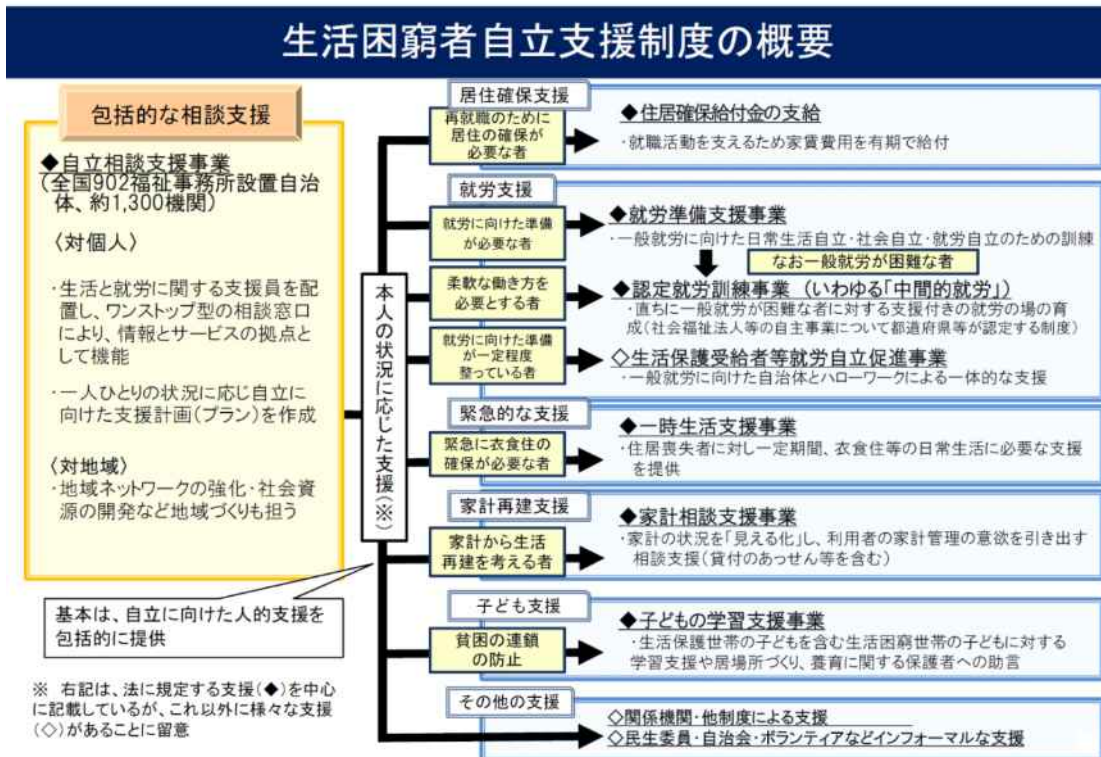 生活困窮者自立支援制度の概要
包括的な相談支援
◆自立相談支援事業
(全国902福祉事務所設置自治
体、約1,300機関)
〈対個人〉
・生活と就労に関する支援員を配
置し、ワンストップ型の相談窓口
により、情報とサービスの拠点と
して機能
・一人ひとりの状況に応じ自立に
向けた支援計画(プラン)を作成
〈対地域〉
・地域ネットワークの強化・社会資
源の開発など地域づくりも担う
基本は、自立に向けた人的支援を
包括的に提供
※ 右記は、法に規定する支援(◆)を中心
に記載しているが、これ以外に様々な支援
(◇)があることに留意
本人の状況に応じた支援(※)
居住確保支援
再就職のために
居住の確保が
必要な者
◆住居確保給付金の支給
・就職活動を支えるため家賃費用を有期で給付
就労支援
就労に向けた準備
が必要な者
◆就労準備支援事業
・一般就労に向けた日常生活自立・社会自立・就労自立のための訓練
なお一般就労が困難な者
柔軟な働き方を
必要とする者
◆認定就労訓練事業 (いわゆる「中間的就労」)
・直ちに一般就労が困難な者に対する支援付きの就労の場の育
成(社会福祉法人等の自主事業について都道府県等が認定する制度)
就労に向けた準備
が一定程度
整っている者
◇生活保護受給者等就労自立促進事業
・一般就労に向けた自治体とハローワークによる一体的な支援
緊急的な支援
緊急に衣食住の
確保が必要な者
◆一時生活支援事業
・住居喪失者に対し一定期間、衣食住等の日常生活に必要な支援
を提供
家計再建支援
家計から生活
再建を考える者
◆家計相談支援事業
・家計の状況を「見える化」し、利用者の家計管理の意欲を引き出す
相談支援(貸付のあっせん等を含む)
子ども支援
貧困の連鎖
の防止
◆子どもの学習支援事業
・生活保護世帯の子どもを含む生活困窮世帯の子どもに対する
学習支援や居場所づくり、養育に関する保護者への助言
その他の支援
◇関係機関・他制度による支援
◇民生委員・自治会・ボランティアなどインフォーマルな支援